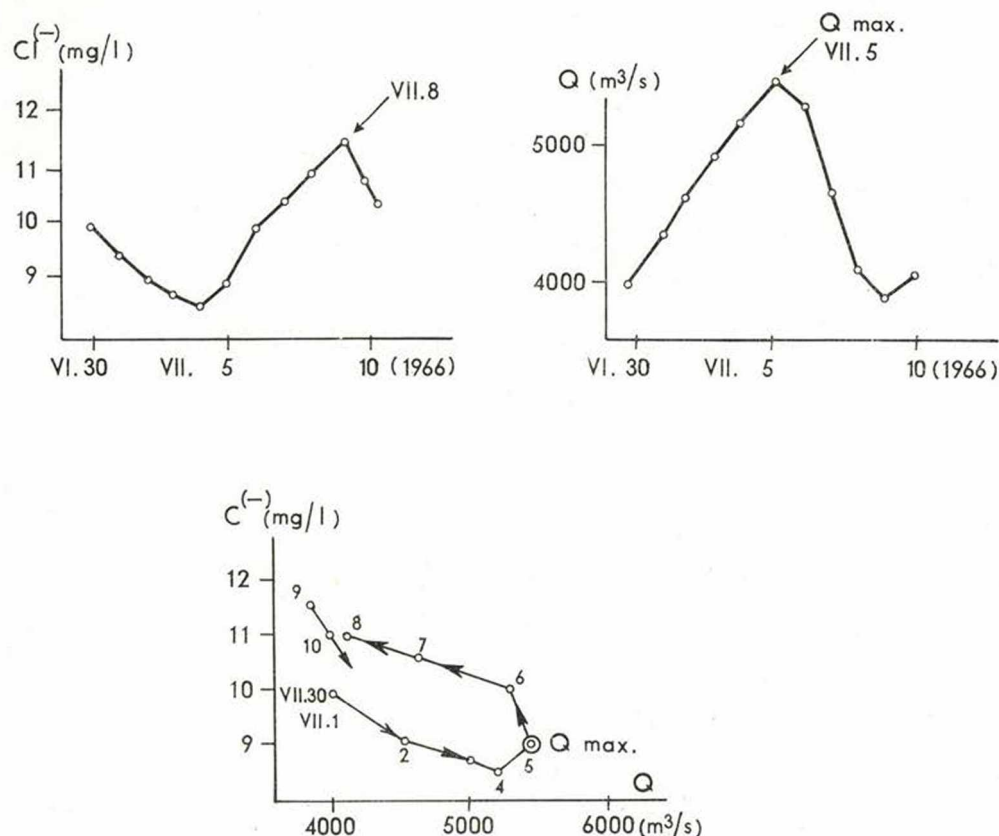 Cl(-) (mg/l)
12
11
10
9
VII.8
VI.30 VII. 5 10 (1966)
Q (m³/s)
Q max.
VII. 5
5000
4000
VI. 30 VII. 5 10 (1966)
C(-) (mg/l)
12
11
10
9
9
10
8
7
6
VII.30
VII.1
2
4
5
Q max.
Q
4000 5000 6000 (m³/s)